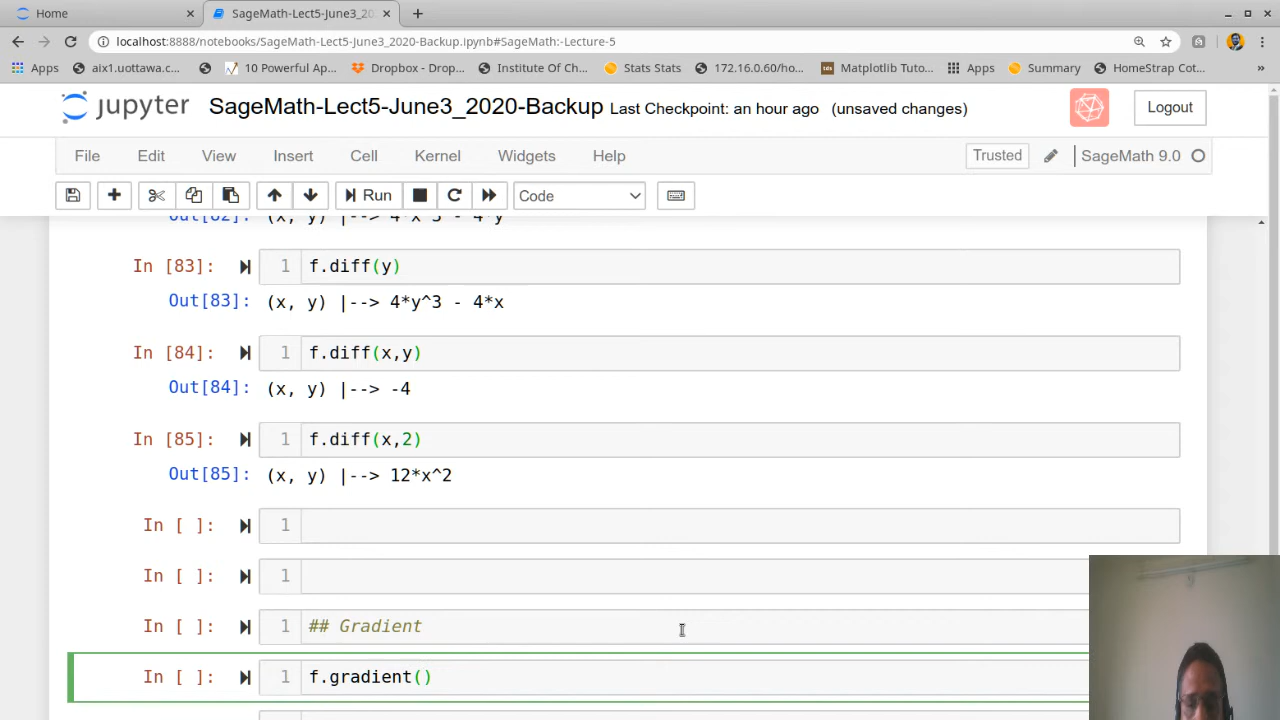 Home
SageMath-Lect5-June3_20
localhost:8888/notebooks/SageMath-Lect5-June3_2020-Backup.ipynb#SageMath:-Lecture-5
Apps aix1.uottawa.c... 10 Powerful Ap... Dropbox - Drop... Institute Of Ch... Stats Stats 172.16.0.60/ho... Matplotlib Tuto... Apps Summary HomeStrap Cot... »
jupyter SageMath-Lect5-June3_2020-Backup Last Checkpoint: an hour ago (unsaved changes) Logout
File Edit View Insert Cell Kernel Widgets Help Trusted SageMath 9.0
Run Code
Out[82]: (x, y) |--> 4*x^3 - 4*y
In [83]: 1 f.diff(y)
Out[83]: (x, y) |--> 4*y^3 - 4*x
In [84]: 1 f.diff(x,y)
Out[84]: (x, y) |--> -4
In [85]: 1 f.diff(x,2)
Out[85]: (x, y) |--> 12*x^2
In [ ]: 1
In [ ]: 1
In [ ]: 1 ## Gradient
In [ ]: 1 f.gradient()